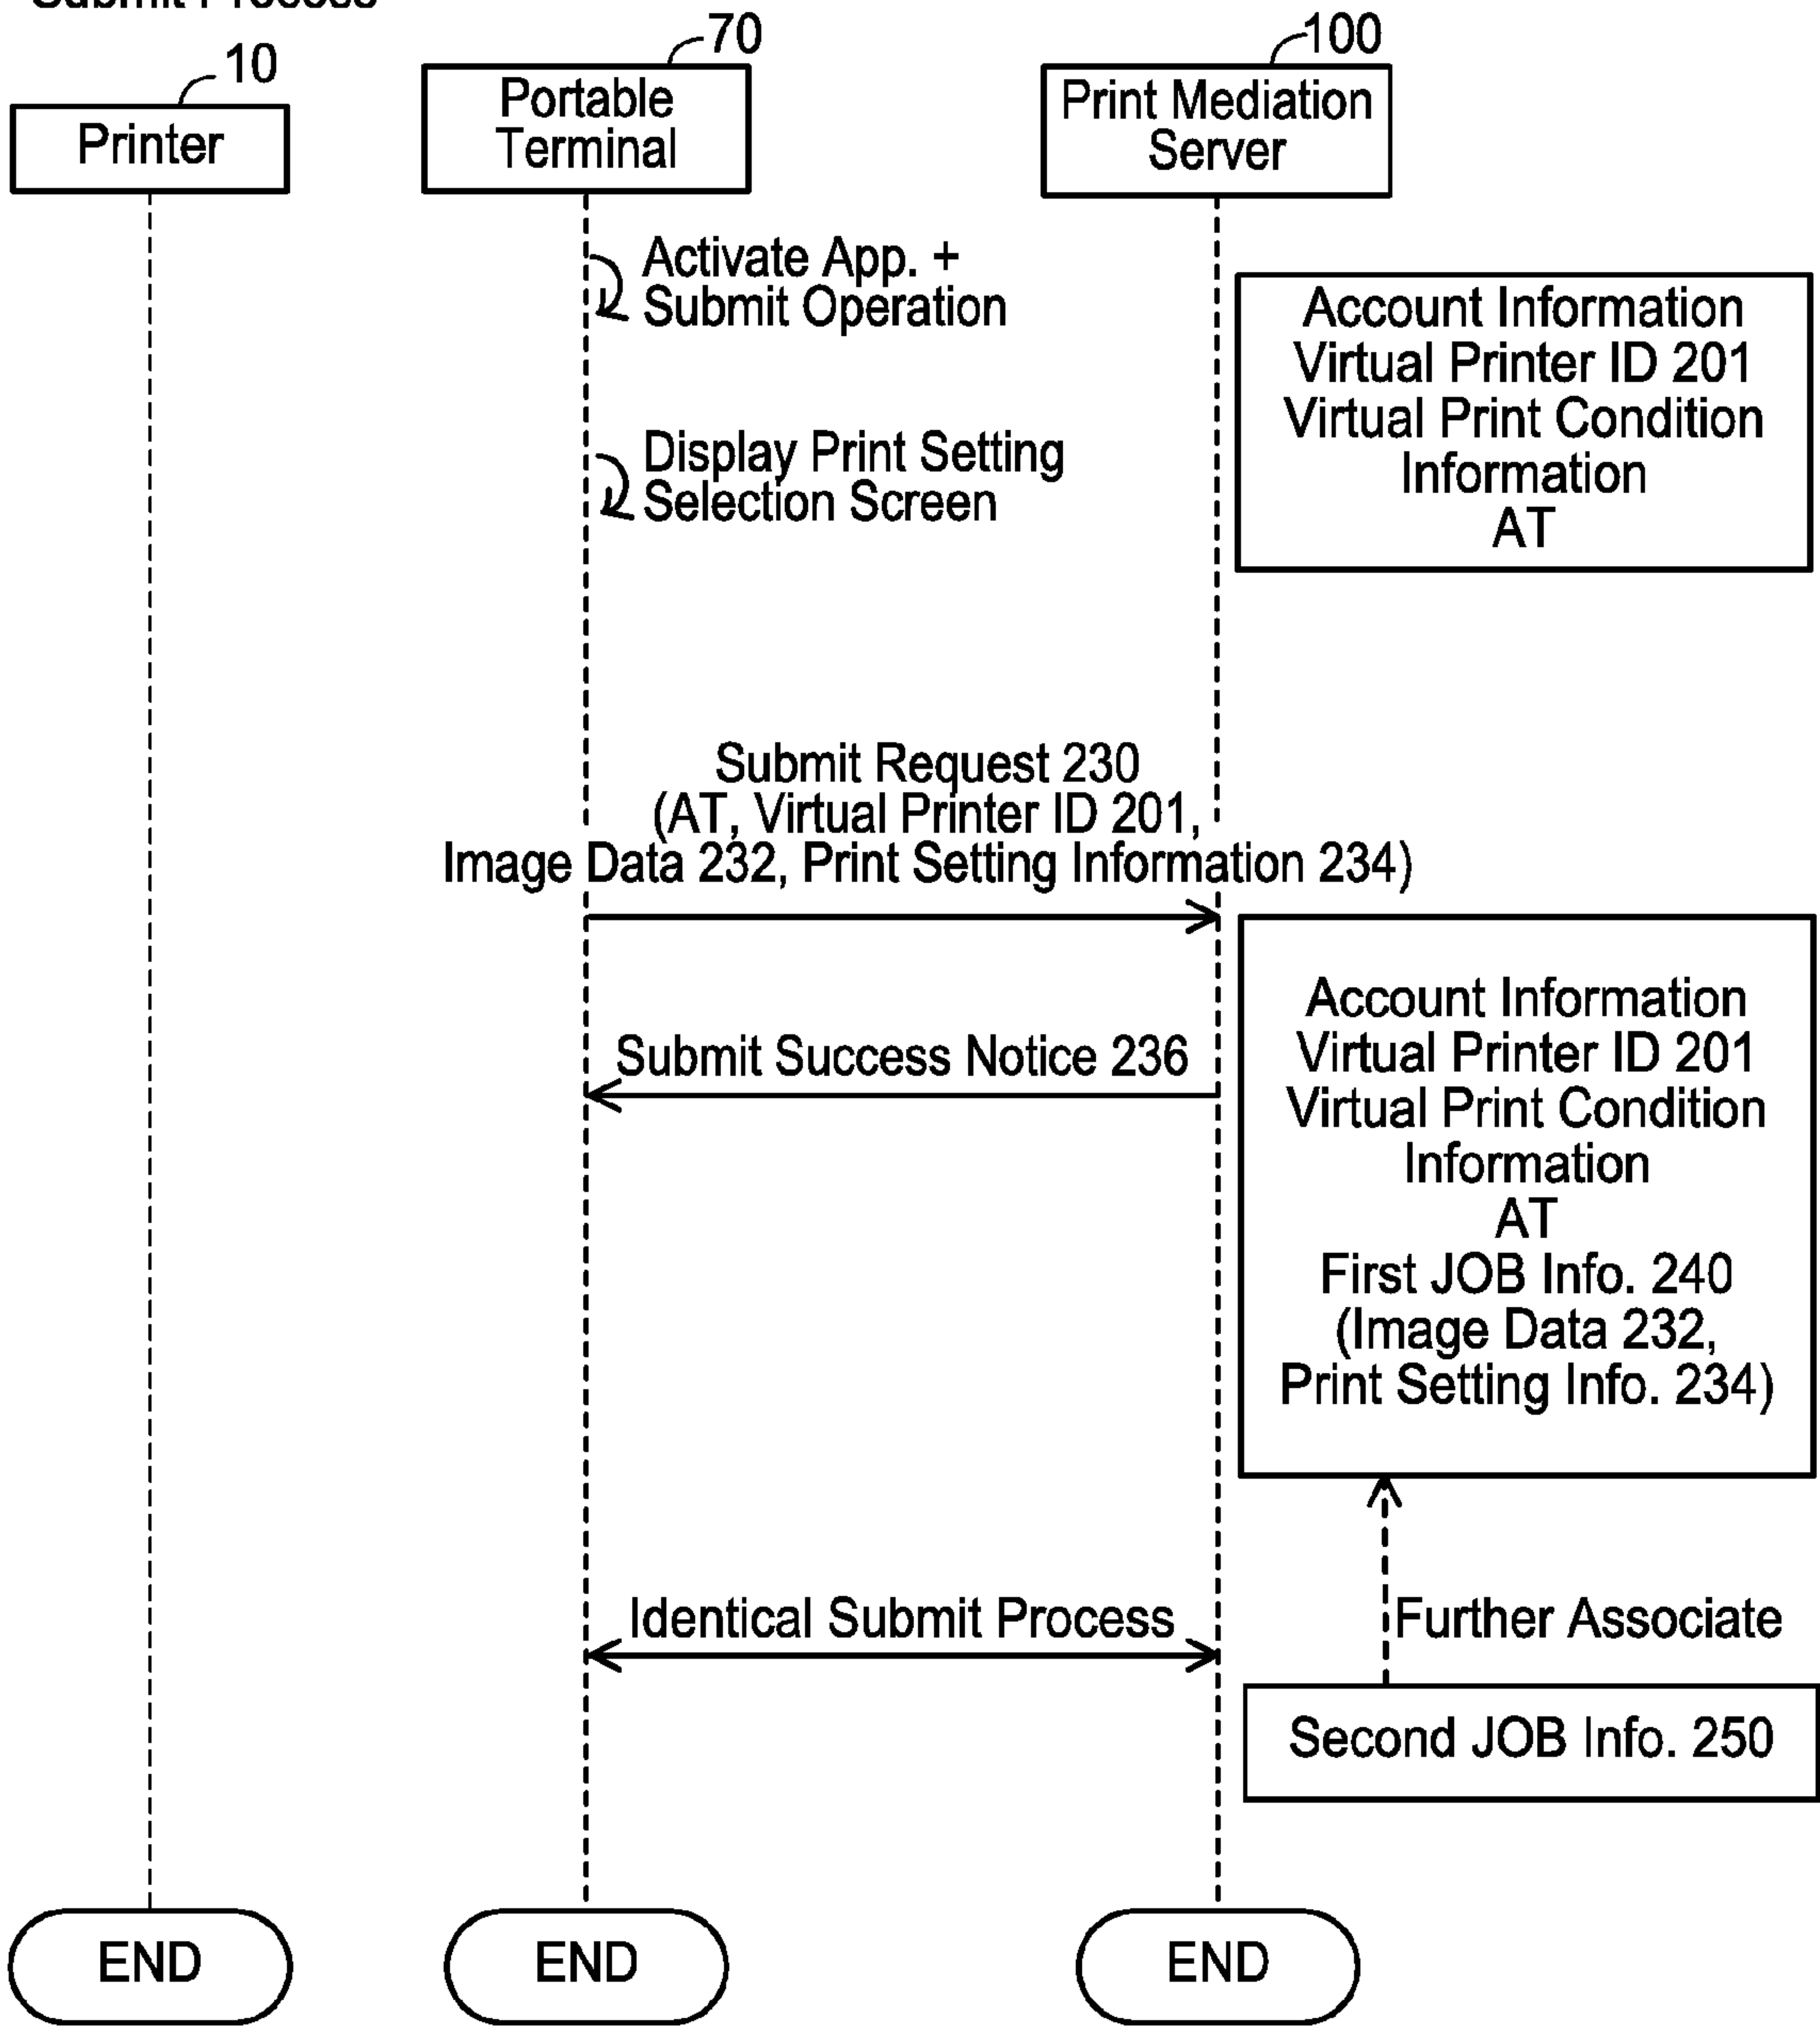 Submit Process
10
70
100
Printer
Portable
Terminal
Print Mediation
Server
Activate App. +
Submit Operation
Account Information
Virtual Printer ID 201
Virtual Print Condition
Information
AT
Display Print Setting
Selection Screen
Submit Request 230
(AT, Virtual Printer ID 201,
Image Data 232, Print Setting Information 234)
Submit Success Notice 236
Account Information
Virtual Printer ID 201
Virtual Print Condition
Information
AT
First JOB Info. 240
(Image Data 232,
Print Setting Info. 234)
Identical Submit Process
Further Associate
Second JOB Info. 250
END
END
END